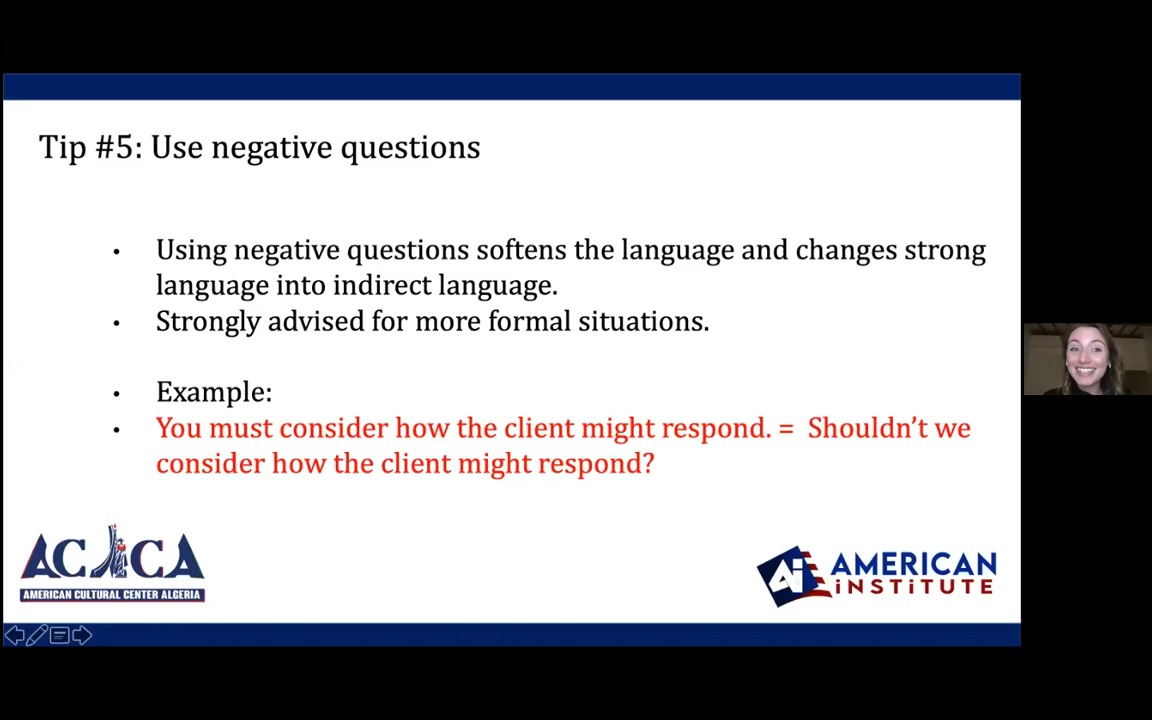 Tip #5: Use negative questions
• Using negative questions softens the language and changes strong
language into indirect language.
• Strongly advised for more formal situations.
• Example:
• You must consider how the client might respond. = Shouldn’t we
consider how the client might respond?
ACCA
AMERICAN CULTURAL CENTER ALGERIA
Ai AMERICAN
INSTITUTE